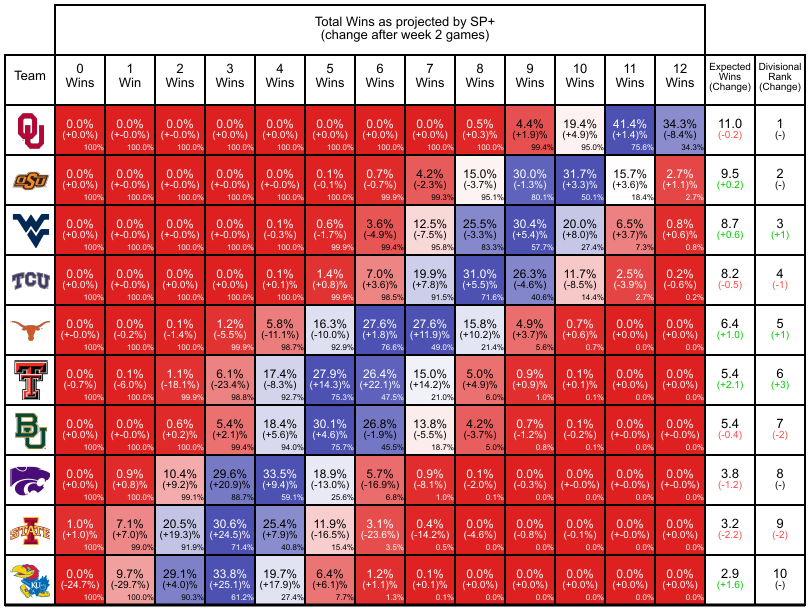 Total Wins as projected by SP+
(change after week 2 games)
Team 0 Wins 1 Win 2 Wins 3 Wins 4 Wins 5 Wins 6 Wins 7 Wins 8 Wins 9 Wins 10 Wins 11 Wins 12 Wins Expected Wins (Change) Divisional Rank (Change)
OU
0.0% 0.0% 0.0% 0.0% 0.0% 0.0% 0.0% 0.0% 0.5% 4.4% 19.4% 41.4% 34.3% 11.0 1
(+0.0%) (+-0.0%) (+-0.0%) (+-0.0%) (+-0.0%) (+-0.0%) (+0.0%) (+0.0%) (+0.3)% (+1.9)% (+4.9)% (+1.4)% (-8.4)% (-0.2) (-)
100% 100.0% 100.0% 100.0% 100.0% 100.0% 100.0% 100.0% 100.0% 99.4% 95.0% 75.6% 34.3%
OSU
0.0% 0.0% 0.0% 0.0% 0.0% 0.1% 0.7% 4.2% 15.0% 30.0% 31.7% 15.7% 2.7% 9.5 2
(+0.0%) (+0.0%) (+-0.0%) (+-0.0%) (+-0.0%) (-0.1%) (-0.7%) (-2.3%) (-3.7%) (-1.3%) (+3.3)% (+3.6)% (+1.1)% (+0.2) (-)
100% 100.0% 100.0% 100.0% 100.0% 100.0% 99.9% 99.3% 95.1% 80.1% 50.1% 18.4% 2.7%
WV
0.0% 0.0% 0.0% 0.0% 0.1% 0.6% 3.6% 12.5% 25.5% 30.4% 20.0% 6.5% 0.8% 8.7 3
(+0.0%) (+-0.0%) (+-0.0%) (+-0.0%) (-0.3%) (-1.7%) (-4.9%) (-7.5%) (-3.3%) (+5.4)% (+8.0)% (+3.7)% (+0.6)% (+0.6) (+1)
100% 100.0% 100.0% 100.0% 100.0% 99.9% 99.4% 95.8% 83.3% 57.7% 27.4% 7.3% 0.8%
TCU
0.0% 0.0% 0.0% 0.0% 0.1% 1.4% 7.0% 19.9% 31.0% 26.3% 11.7% 2.5% 0.2% 8.2 4
(+0.0%) (+0.0%) (+0.0%) (+0.0%) (+0.1)% (+0.8)% (+3.6)% (+7.8)% (+5.5)% (-4.6%) (-8.5)% (-3.9%) (-0.6)% (-0.5) (-1)
100% 100.0% 100.0% 100.0% 100.0% 99.9% 98.5% 91.5% 71.6% 40.6% 14.4% 2.7% 0.2%
0.0% 0.0% 0.1% 1.2% 5.8% 16.3% 27.6% 27.6% 15.8% 4.9% 0.7% 0.0% 0.0% 6.4 5
(+-0.0%) (-0.2%) (-1.4%) (-5.5%) (-11.1%) (-10.0%) (+1.8)% (+11.9)% (+10.2)% (+3.7)% (+0.6)% (+0.0%) (+0.0%) (+1.0) (+1)
100% 100.0% 100.0% 99.9% 98.7% 92.9% 76.6% 49.0% 21.4% 5.6% 0.7% 0.0% 0.0%
T
0.0% 0.1% 1.1% 6.1% 17.4% 27.9% 26.4% 15.0% 5.0% 0.9% 0.1% 0.0% 0.0% 5.4 6
(-0.7%) (-6.0%) (-18.1%) (-23.4%) (-8.3%) (+14.3)% (+22.1)% (+14.2)% (+4.9)% (+0.9)% (+0.1)% (+0.0%) (+0.0%) (+2.1) (+3)
100% 100.0% 99.9% 98.8% 92.7% 75.3% 47.5% 21.0% 6.0% 1.0% 0.1% 0.0% 0.0%
BU
0.0% 0.0% 0.6% 5.4% 18.4% 30.1% 26.8% 13.8% 4.2% 0.7% 0.1% 0.0% 0.0% 5.4 7
(+0.0%) (+-0.0%) (+0.2)% (+2.1)% (+5.6)% (+4.6)% (-1.9%) (-5.5)% (-3.7)% (-1.2%) (-0.2%) (+-0.0%) (+-0.0%) (-0.4) (-2)
100% 100.0% 100.0% 99.4% 94.0% 75.7% 45.5% 18.7% 5.0% 0.8% 0.1% 0.0% 0.0%
0.0% 0.9% 10.4% 29.6% 33.5% 18.9% 5.7% 0.9% 0.1% 0.0% 0.0% 0.0% 0.0% 3.8 8
(+0.0%) (+0.8)% (+9.2)% (+20.9)% (+9.4)% (-13.0%) (-16.9%) (-8.1%) (-2.0%) (-0.3%) (+-0.0%) (+-0.0%) (+-0.0%) (-1.2) (-)
100% 100.0% 99.1% 88.7% 59.1% 25.6% 6.8% 1.0% 0.1% 0.0% 0.0% 0.0% 0.0%
STATE
1.0% 7.1% 20.5% 30.6% 25.4% 11.9% 3.1% 0.4% 0.0% 0.0% 0.0% 0.0% 0.0% 3.2 9
(+1.0)% (+7.0)% (+19.3)% (+24.5)% (+7.9)% (-16.5%) (-23.6%) (-14.2%) (-4.6%) (-0.8%) (-0.1%) (+-0.0%) (+-0.0%) (-2.2) (-2)
100% 99.0% 91.9% 71.4% 40.8% 15.4% 3.5% 0.5% 0.0% 0.0% 0.0% 0.0% 0.0%
KU
0.0% 9.7% 29.1% 33.8% 19.7% 6.4% 1.2% 0.1% 0.0% 0.0% 0.0% 0.0% 0.0% 2.9 10
(-24.7%) (-29.7%) (+4.0)% (+25.1)% (+17.9)% (+6.1)% (+1.1)% (+0.1)% (+0.0%) (+0.0%) (+0.0%) (+0.0%) (+0.0%) (+1.6) (-)
100% 100.0% 90.3% 61.2% 27.4% 7.7% 1.3% 0.1% 0.0% 0.0% 0.0% 0.0% 0.0%